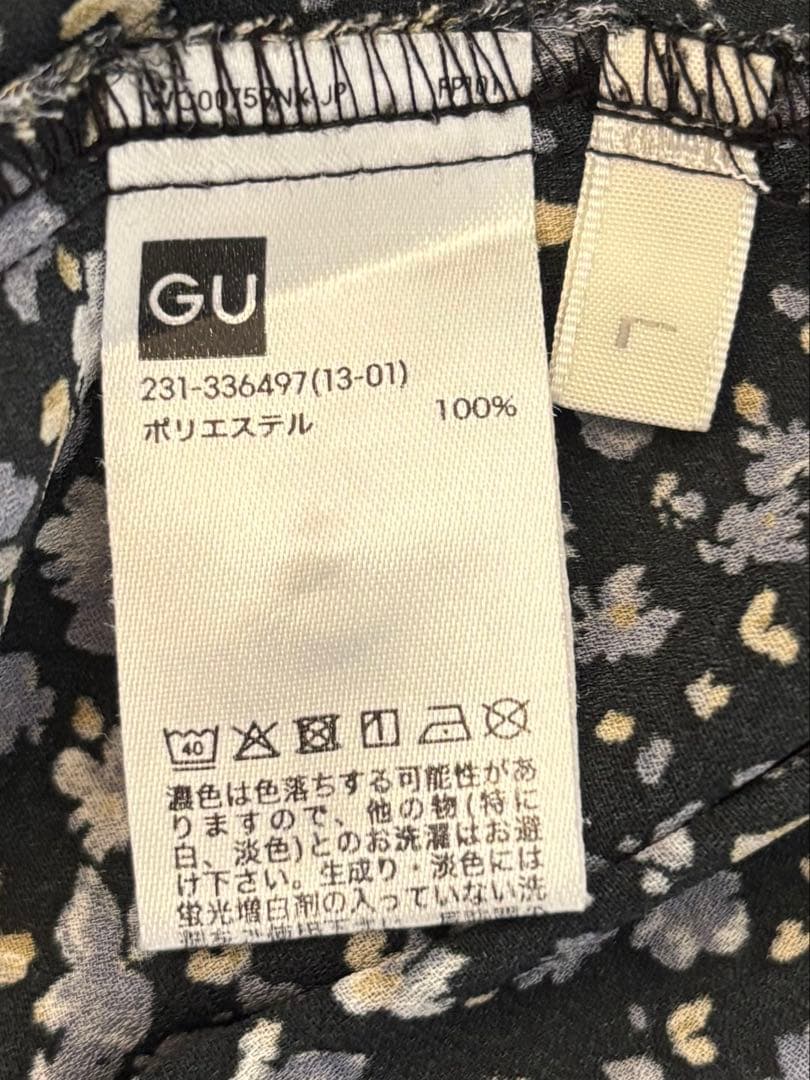 GU
231-336497(13-01)
ポリエステル 100%
L
40
濃色は色落ちする可能性があ
りますので、他の物(特に
白、淡色)とのお洗濯はお避
け下さい。生成り・淡色には
蛍光増白剤の入っていない洗